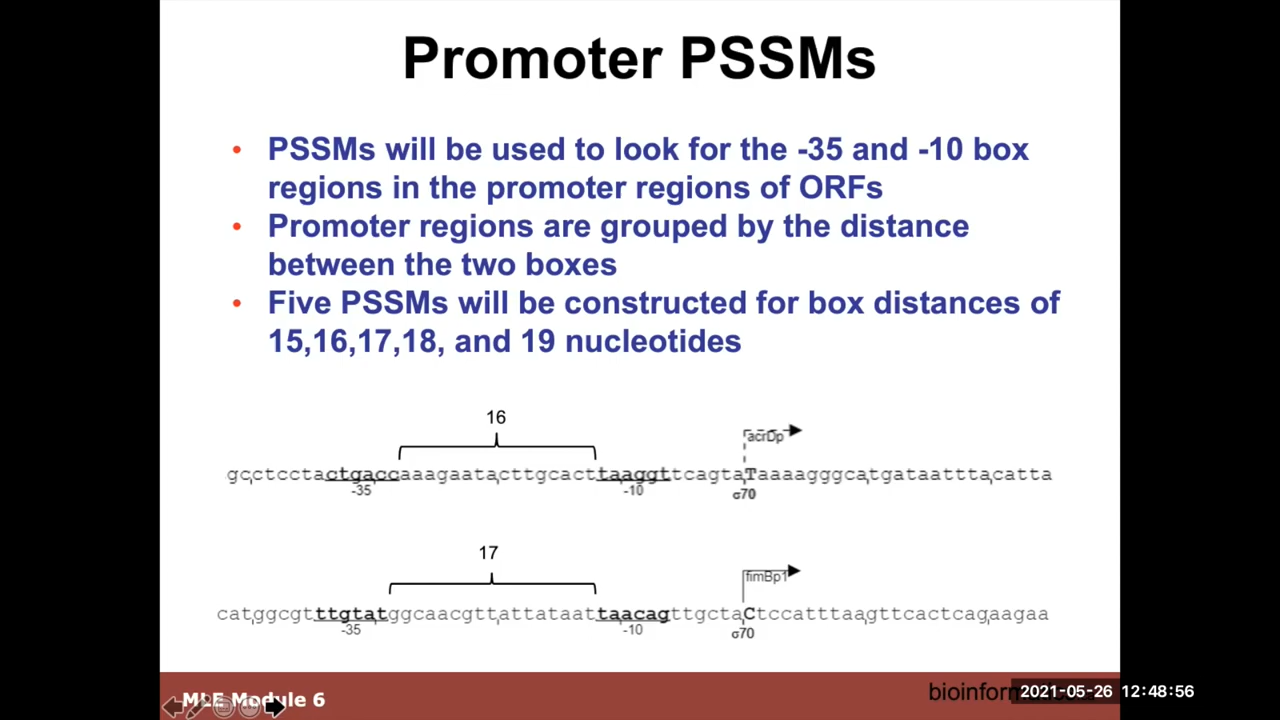 Promoter PSSMs
• PSSMs will be used to look for the -35 and -10 box
regions in the promoter regions of ORFs
• Promoter regions are grouped by the distance
between the two boxes
• Five PSSMs will be constructed for box distances of
15,16,17,18, and 19 nucleotides
16
acrDp
gcctcctactgaccaaagaatacttgcacttaaggttcagtaTaaaagggcatgataatttacatta
-35 -10 σ70
17
fimBp1
catggcgtttgtatggcaacgttattataattaacagttgctaCtccatttaagttcactcagaagaa
-35 -10 σ70
MLE Module 6
2021-05-26 12:48:56